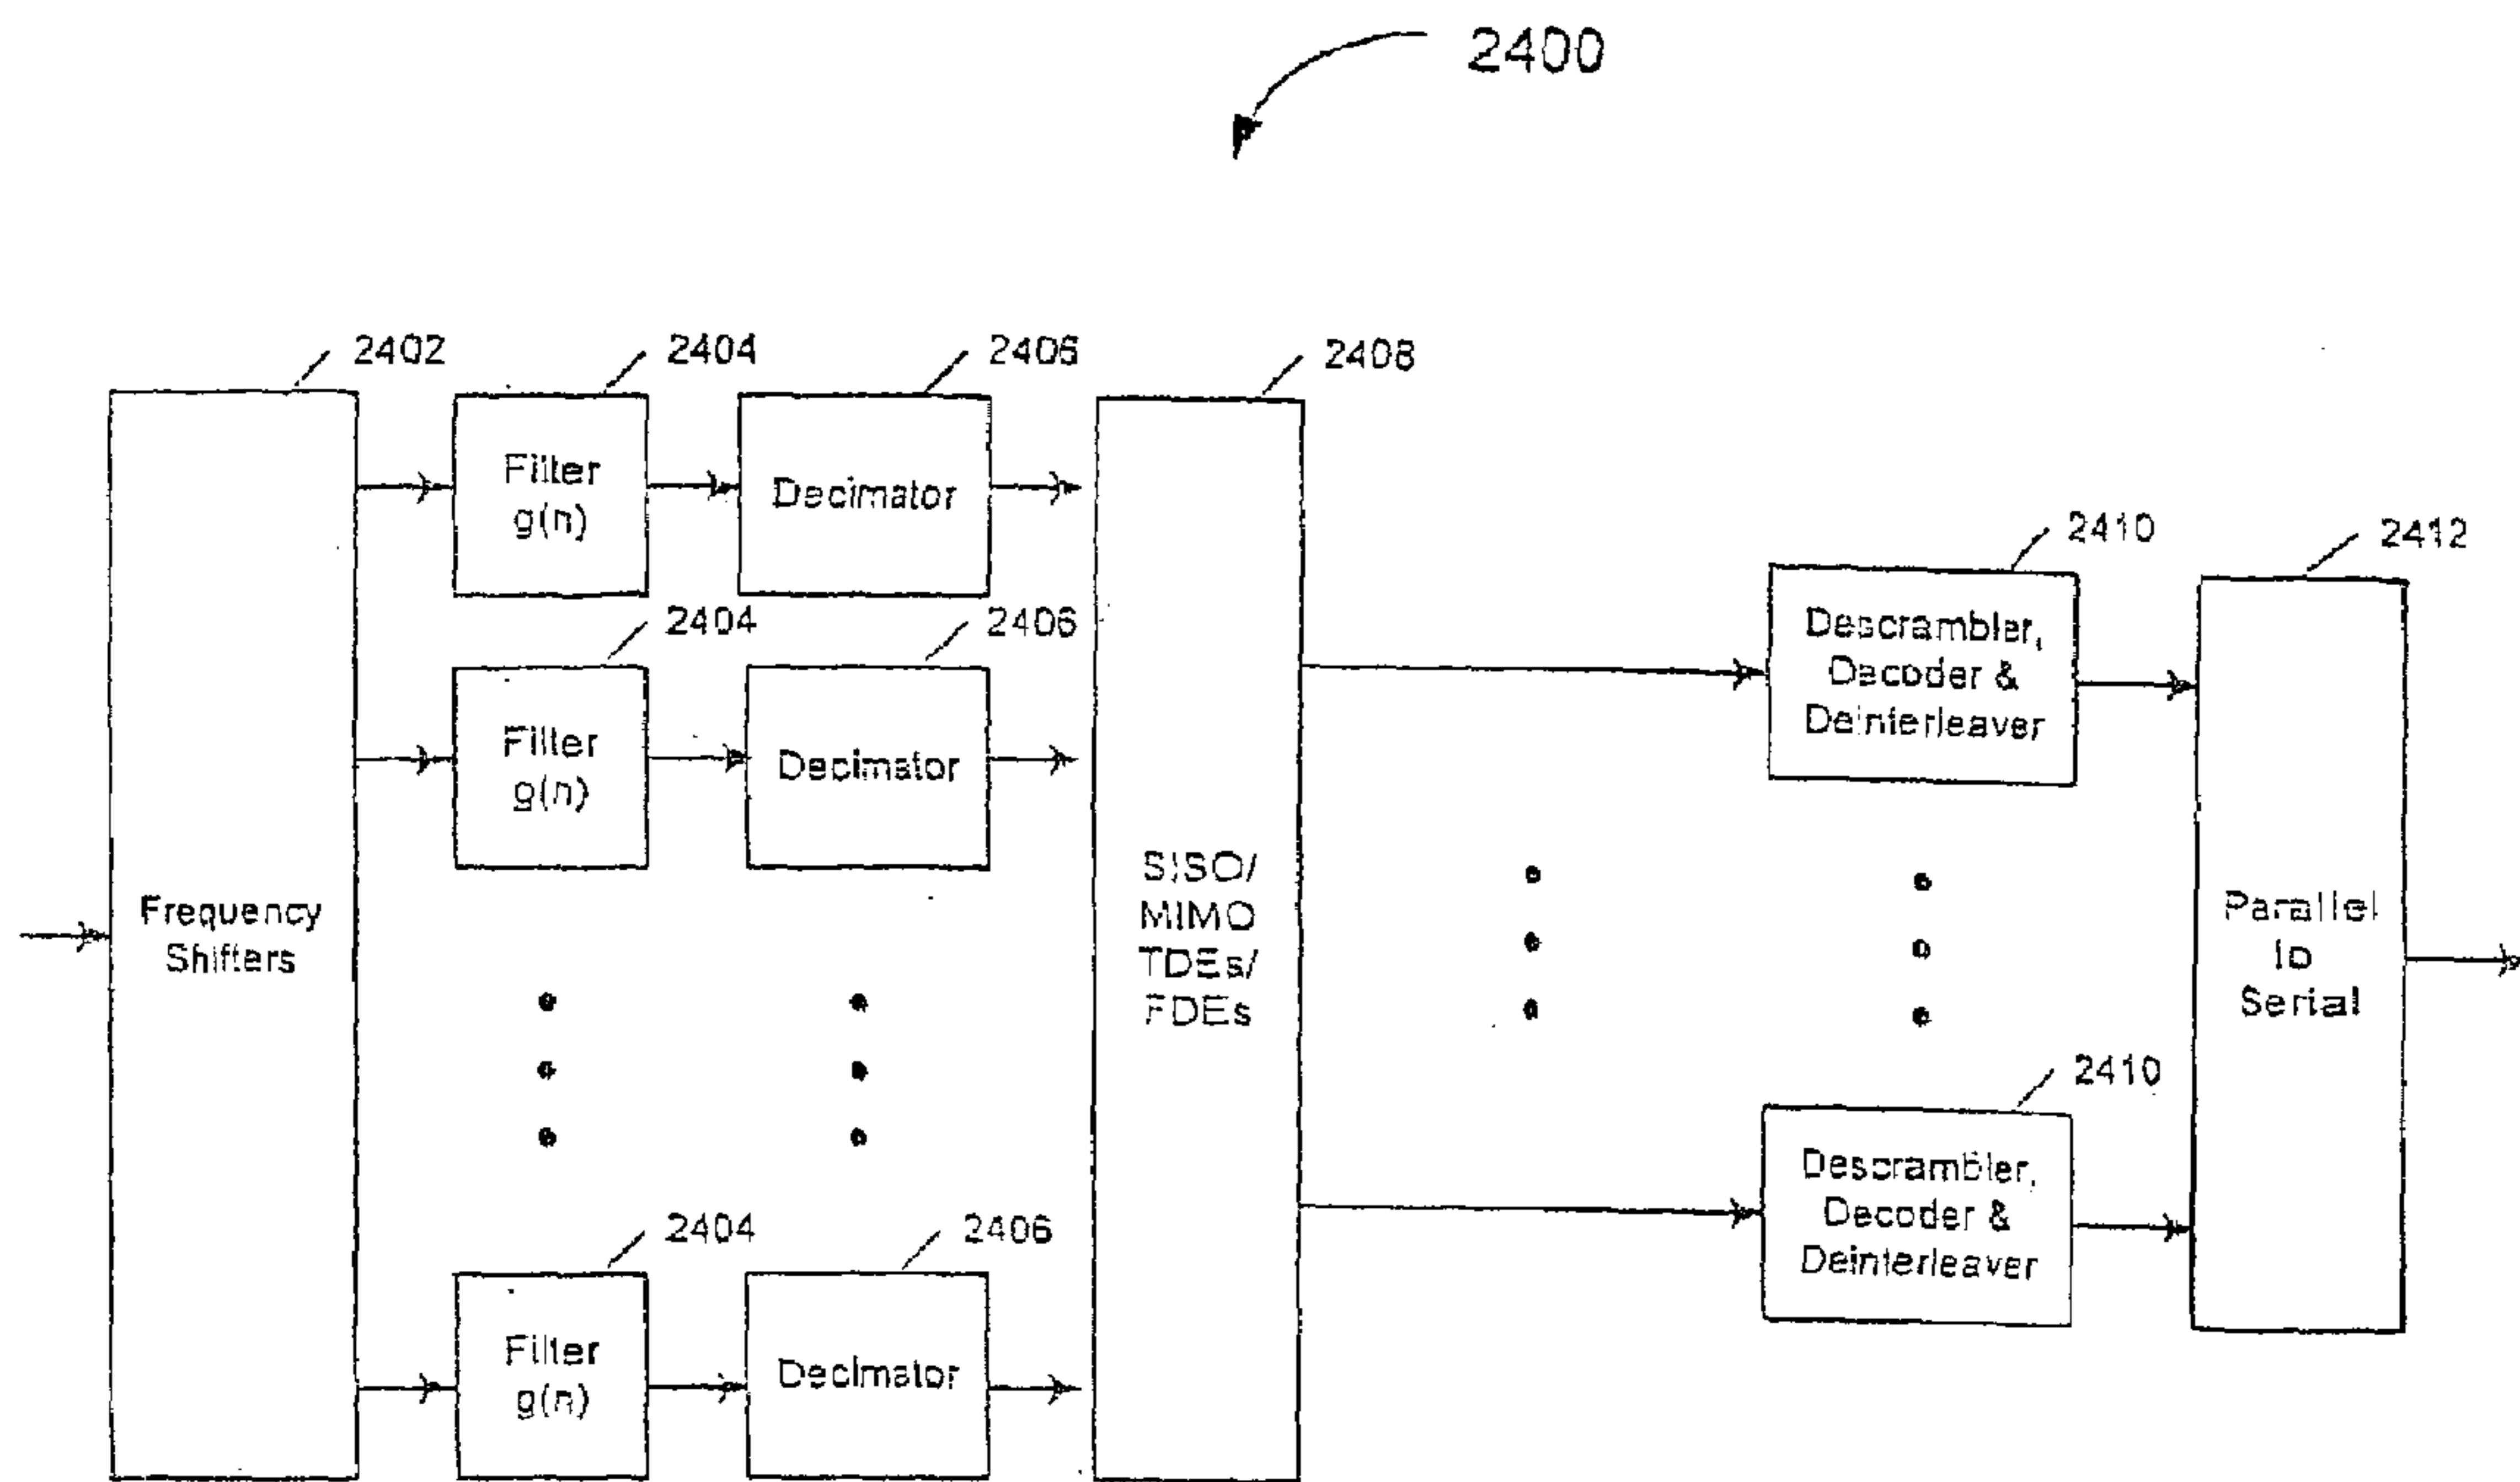 2400
2402
2404
2406
2408
Filter
g(n)
Decimator
2404
2406
Filter
g(n)
Decimator
2410
2412
Descrambler,
Decoder &
Deinterleaver
Frequency
Shifters
SISO/
MIMO
TDEs/
FDEs
Parallel
to
Serial
2404
2406
Filter
g(n)
Decimator
2410
Descrambler,
Decoder &
Deinterleaver